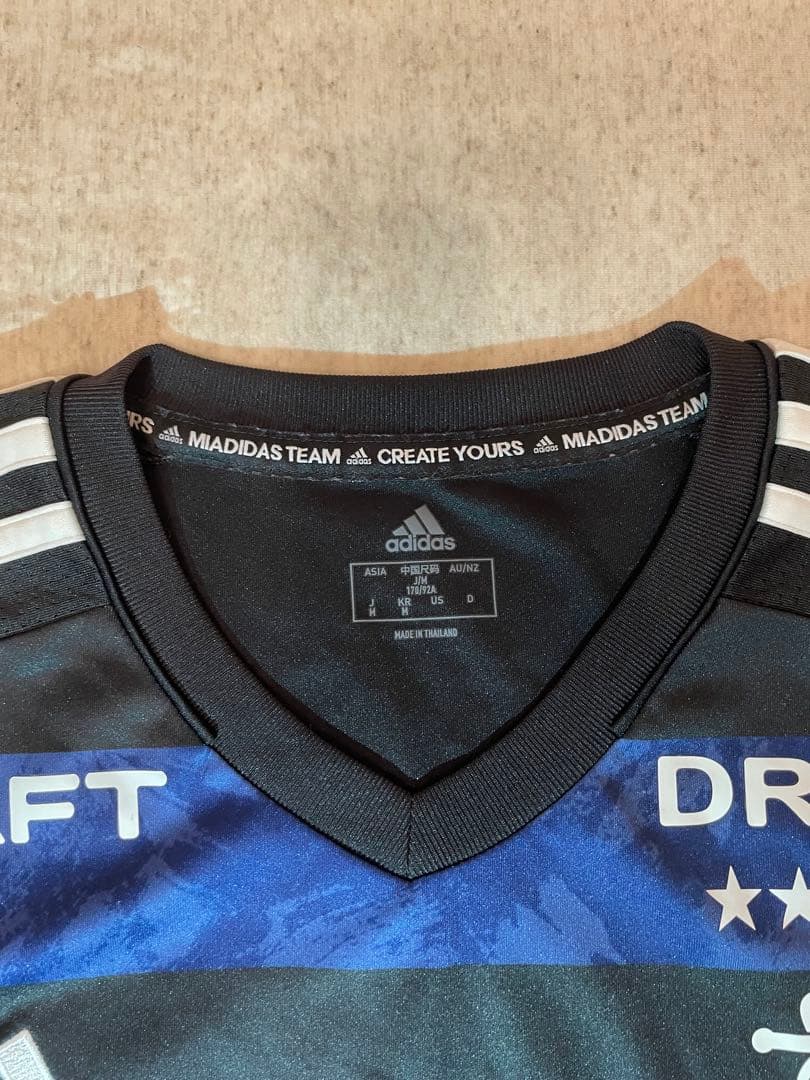 RS adidas MIADIDAS TEAM adidas CREATE YOURS adidas MIADIDAS TEAM
adidas
ASIA 中国尺码 AU/NZ
J/M
170/92A
J KR US D
M M
MADE IN THAILAND
AFT DR